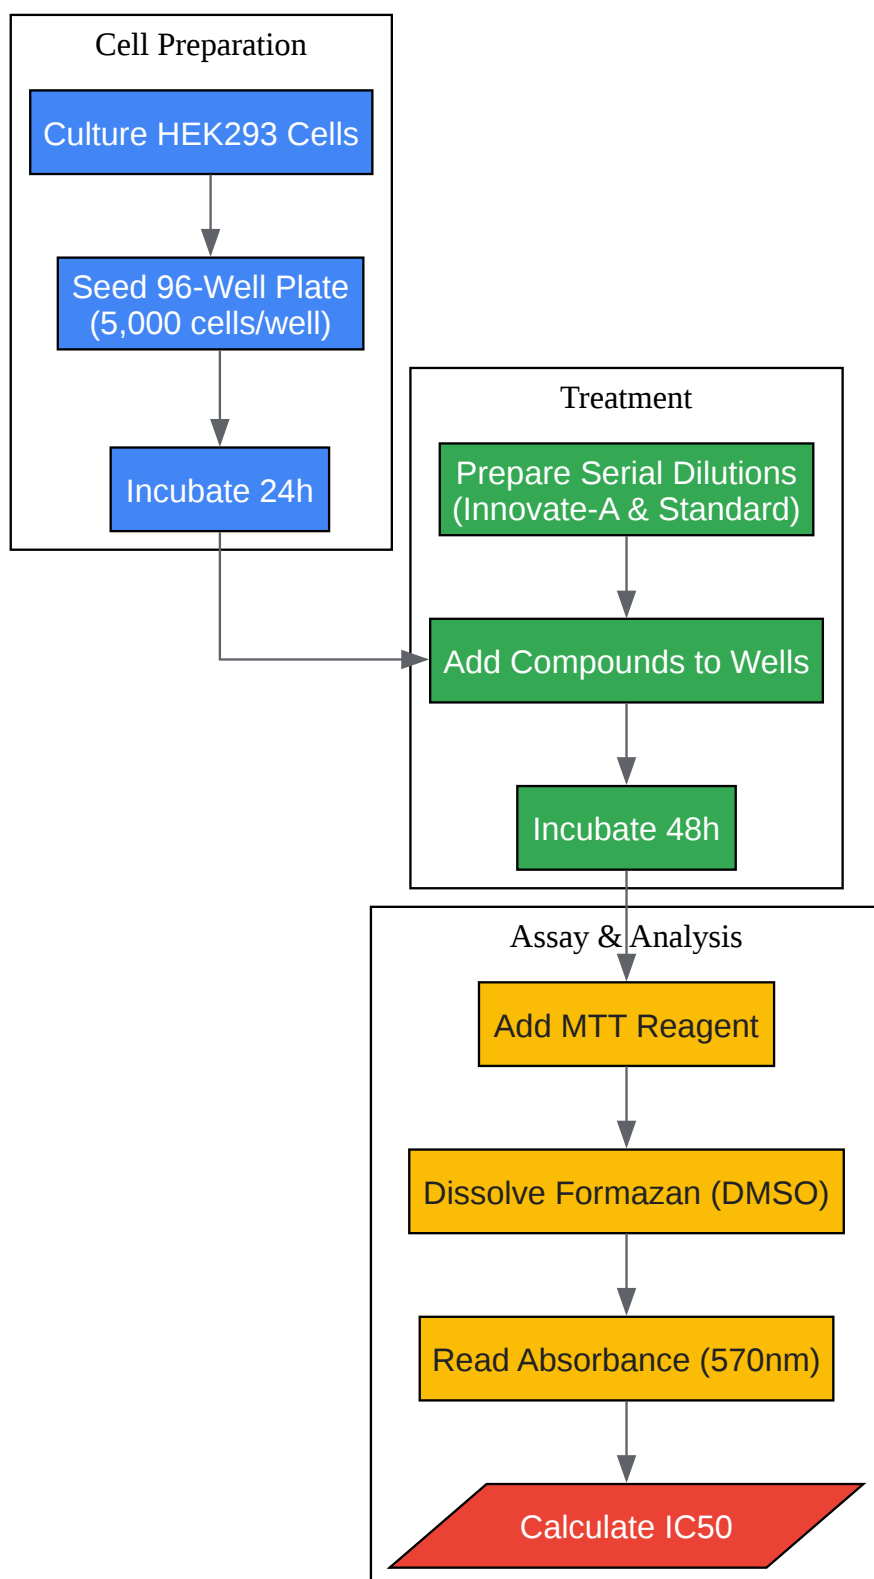 Cell Preparation
Culture HEK293 Cells
Seed 96-Well Plate
(5,000 cells/well)
Incubate 24h
Treatment
Prepare Serial Dilutions
(Innovate-A & Standard)
Add Compounds to Wells
Incubate 48h
Assay & Analysis
Add MTT Reagent
Dissolve Formazan (DMSO)
Read Absorbance (570nm)
Calculate IC50